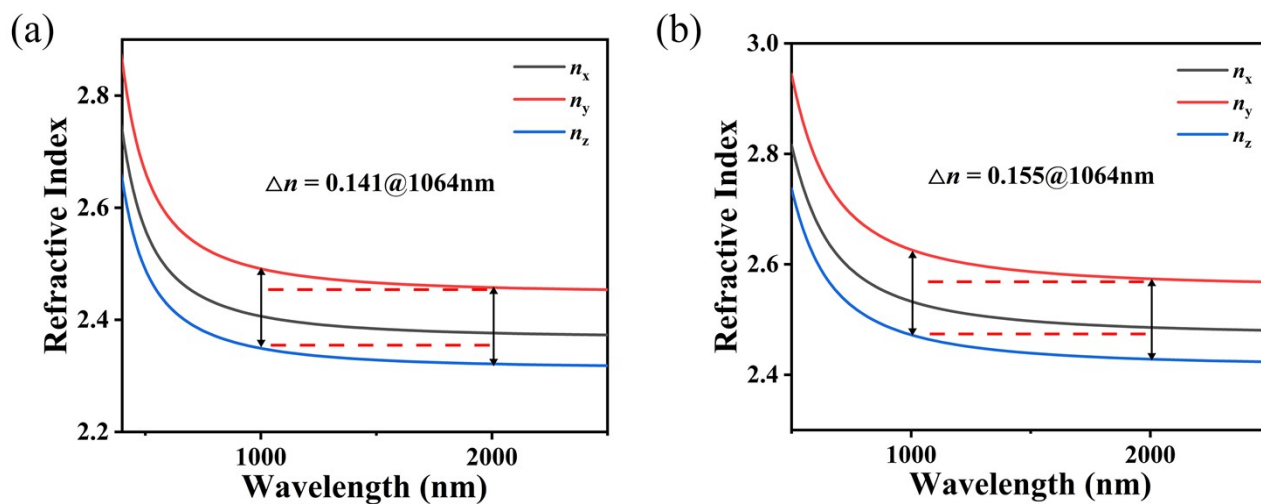 (a)
Refractive Index
2.8
2.6
2.4
2.2
n_x
n_y
n_z
△n = 0.141@1064nm
1000
2000
Wavelength (nm)
(b)
Refractive Index
3.0
2.8
2.6
2.4
n_x
n_y
n_z
△n = 0.155@1064nm
1000
2000
Wavelength (nm)